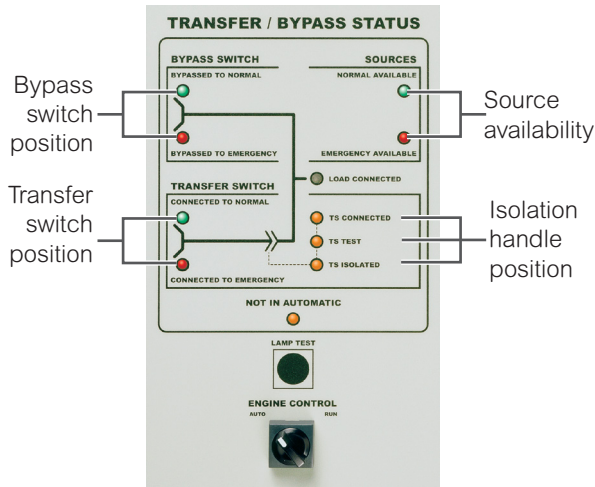 TRANSFER / BYPASS STATUS
BYPASS SWITCH
SOURCES
BYPASSED TO NORMAL
NORMAL AVAILABLE
Bypass
switch
position
Source
availability
BYPASSED TO EMERGENCY
EMERGENCY AVAILABLE
LOAD CONNECTED
TRANSFER SWITCH
CONNECTED TO NORMAL
Transfer
switch
position
TS CONNECTED
TS TEST
TS ISOLATED
Isolation
handle
position
CONNECTED TO EMERGENCY
NOT IN AUTOMATIC
LAMP TEST
ENGINE CONTROL
AUTO
RUN